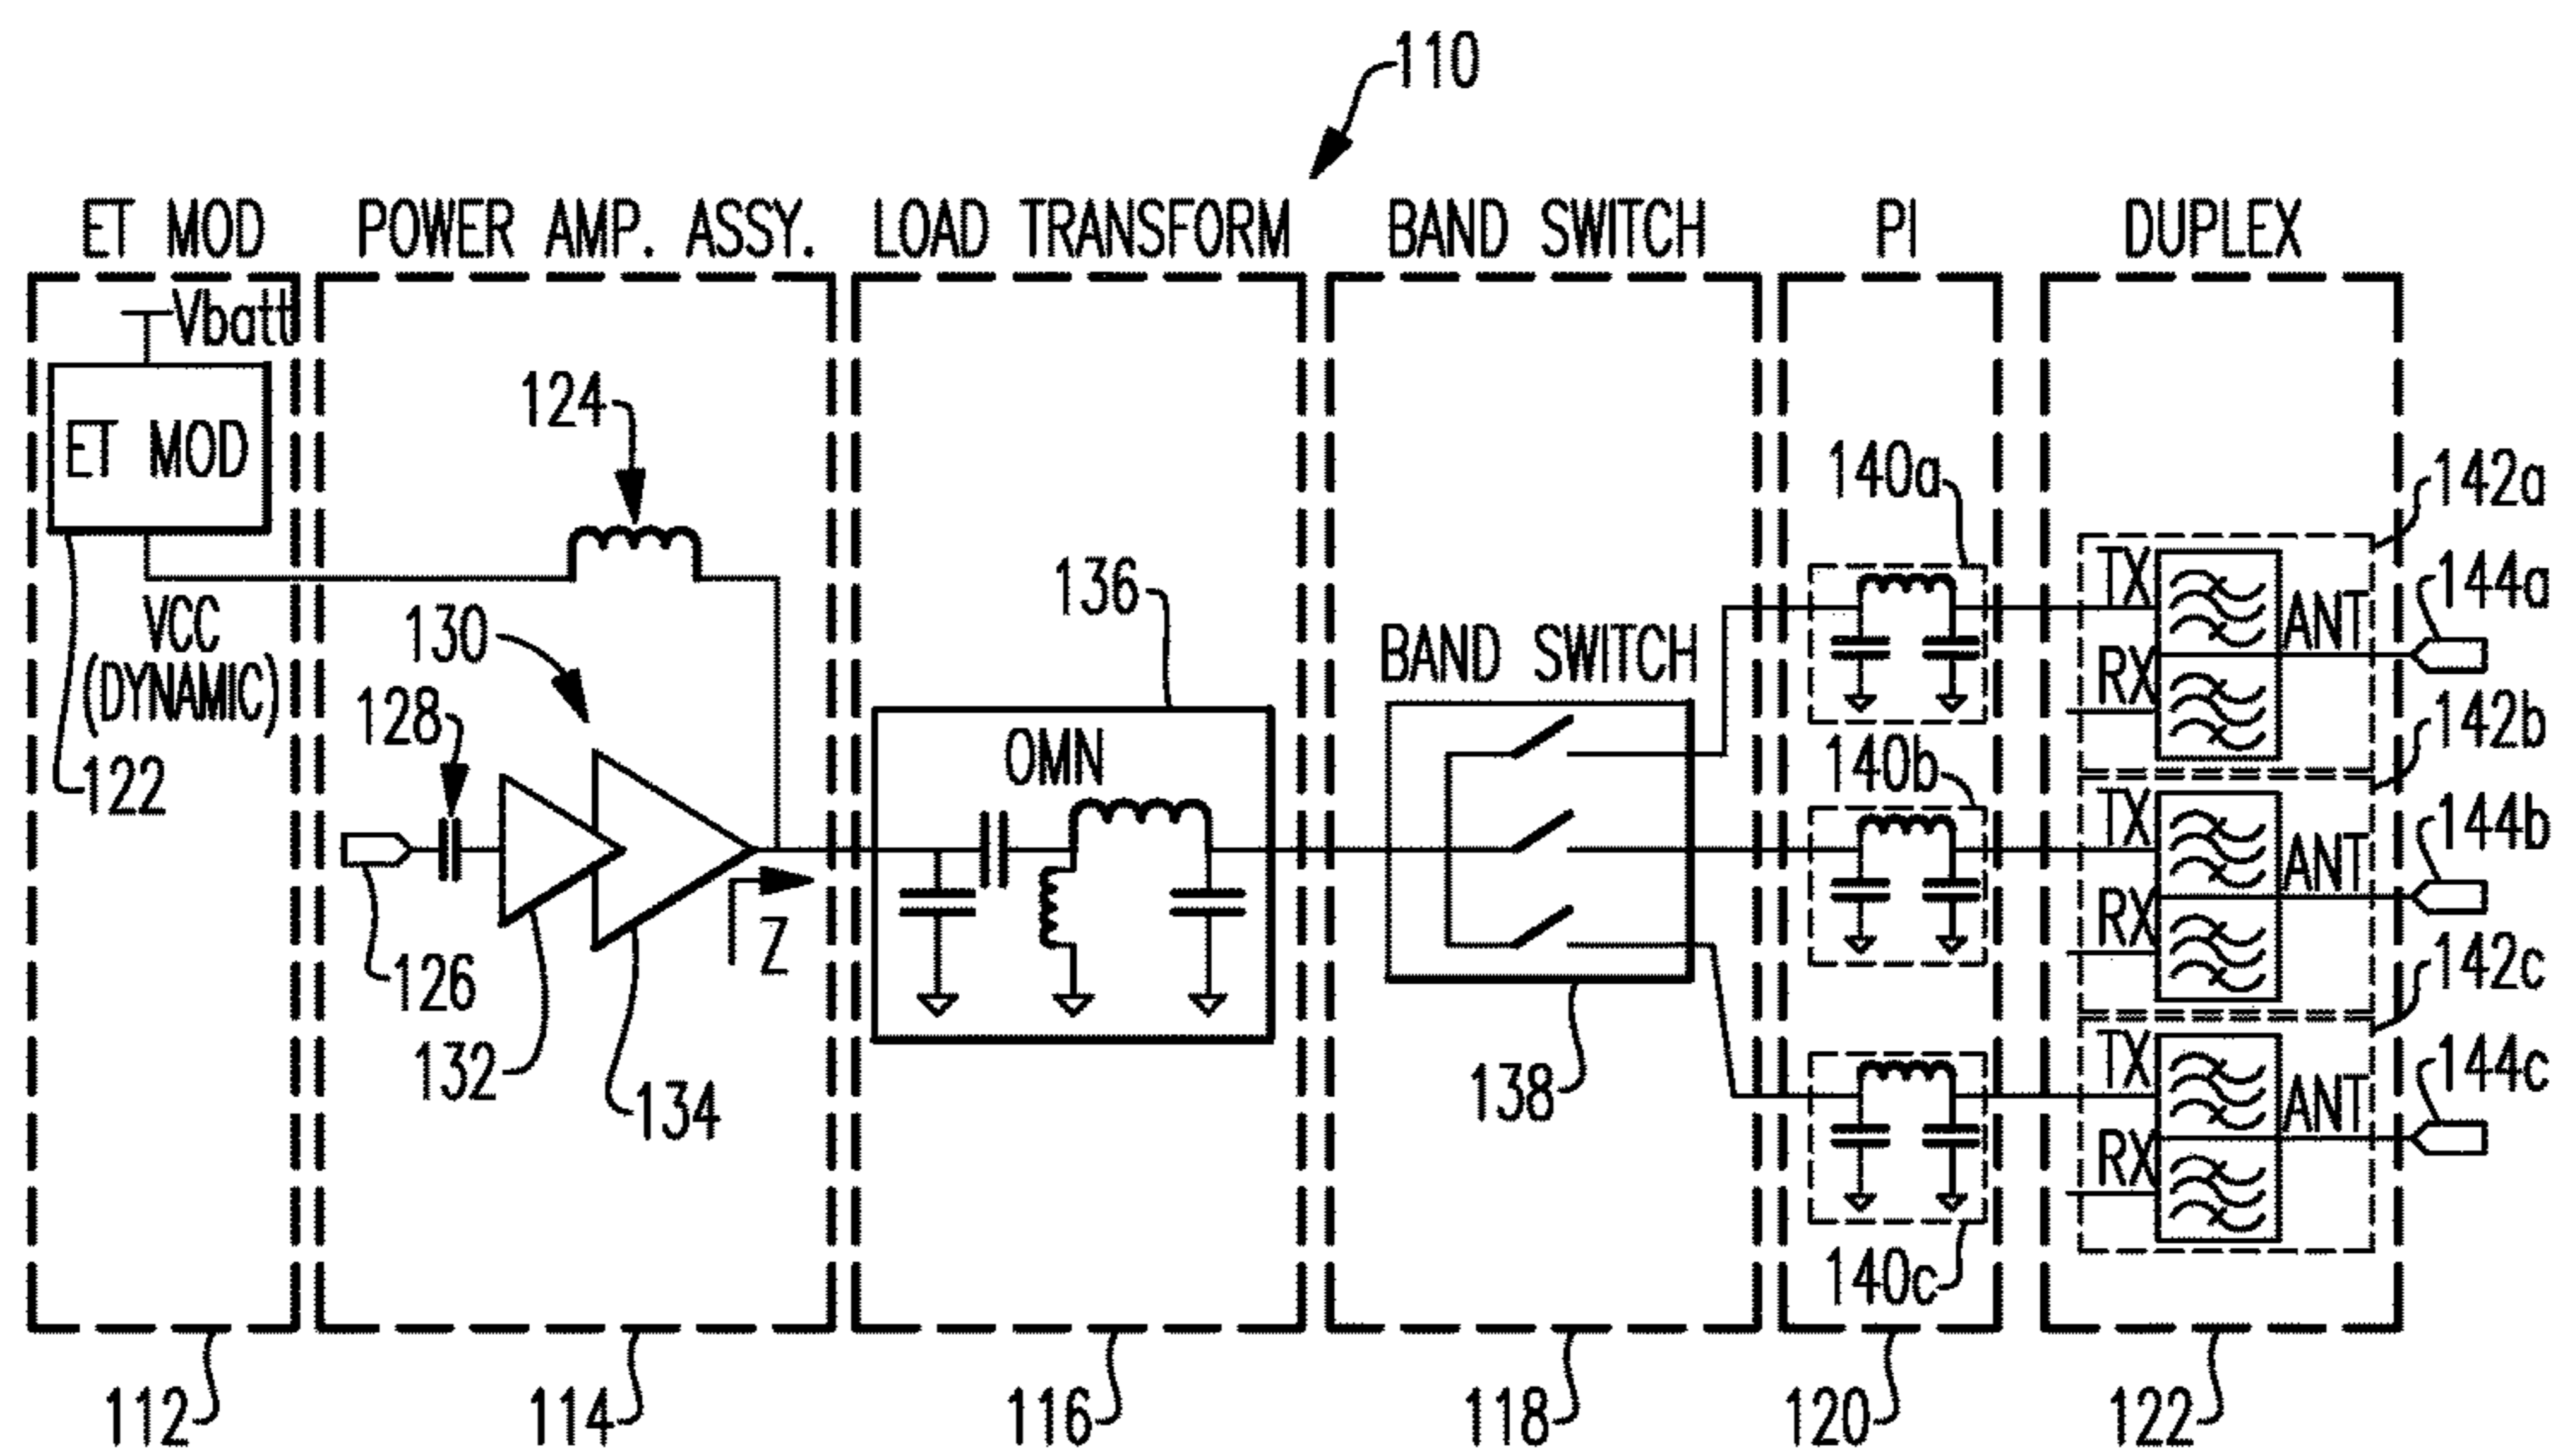 110
ET MOD
POWER AMP. ASSY.
LOAD TRANSFORM
BAND SWITCH
PI
DUPLEX
Vbatt
ET MOD
124
VCC
(DYNAMIC)
122
130
128
126
132
134
Z
136
OMN
BAND SWITCH
138
140a
140b
140c
TX
RX
ANT
142a
144a
TX
RX
ANT
142b
144b
TX
RX
ANT
142c
144c
112
114
116
118
120
122